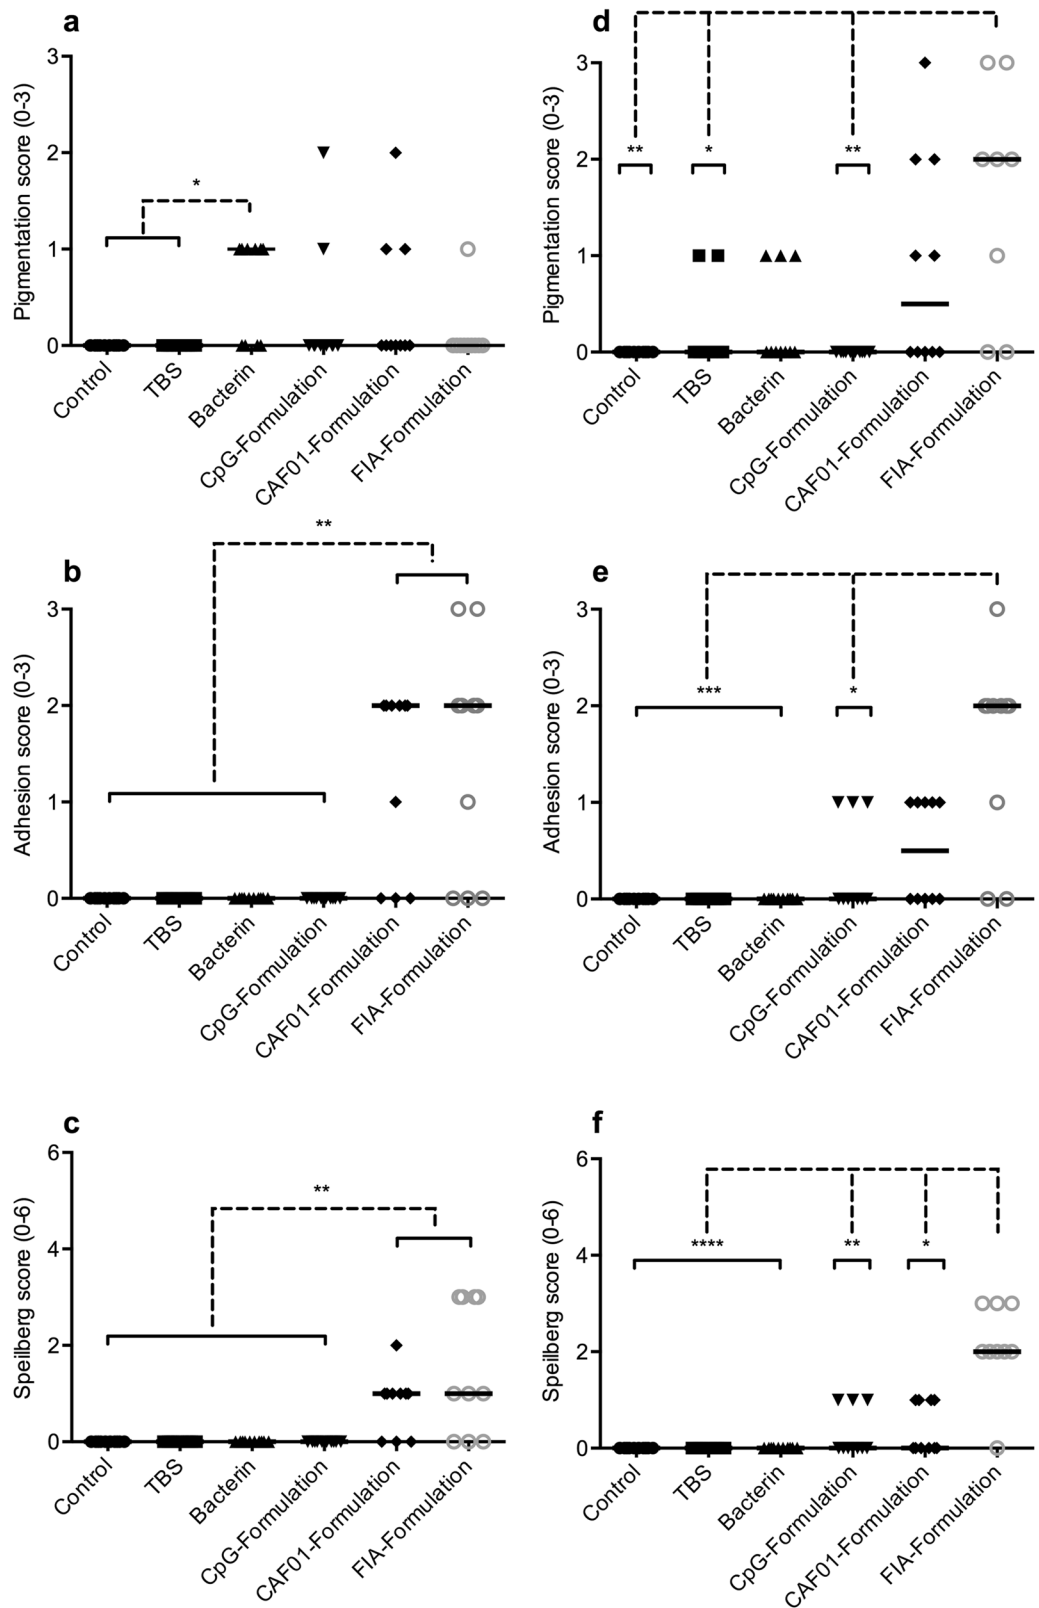 a
Pigmentation score (0-3)
3
2
1
0
*
Control
TBS
Bacterin
CpG-Formulation
CAF01-Formulation
FIA-Formulation
d
Pigmentation score (0-3)
3
2
1
0
**
*
**
Control
TBS
Bacterin
CpG-Formulation
CAF01-Formulation
FIA-Formulation
b
Adhesion score (0-3)
3
2
1
0
**
Control
TBS
Bacterin
CpG-Formulation
CAF01-Formulation
FIA-Formulation
e
Adhesion score (0-3)
3
2
1
0
***
*
Control
TBS
Bacterin
CpG-Formulation
CAF01-Formulation
FIA-Formulation
c
Speilberg score (0-6)
6
4
2
0
**
Control
TBS
Bacterin
CpG-Formulation
CAF01-Formulation
FIA-Formulation
f
Speilberg score (0-6)
6
4
2
0
****
**
*
Control
TBS
Bacterin
CpG-Formulation
CAF01-Formulation
FIA-Formulation